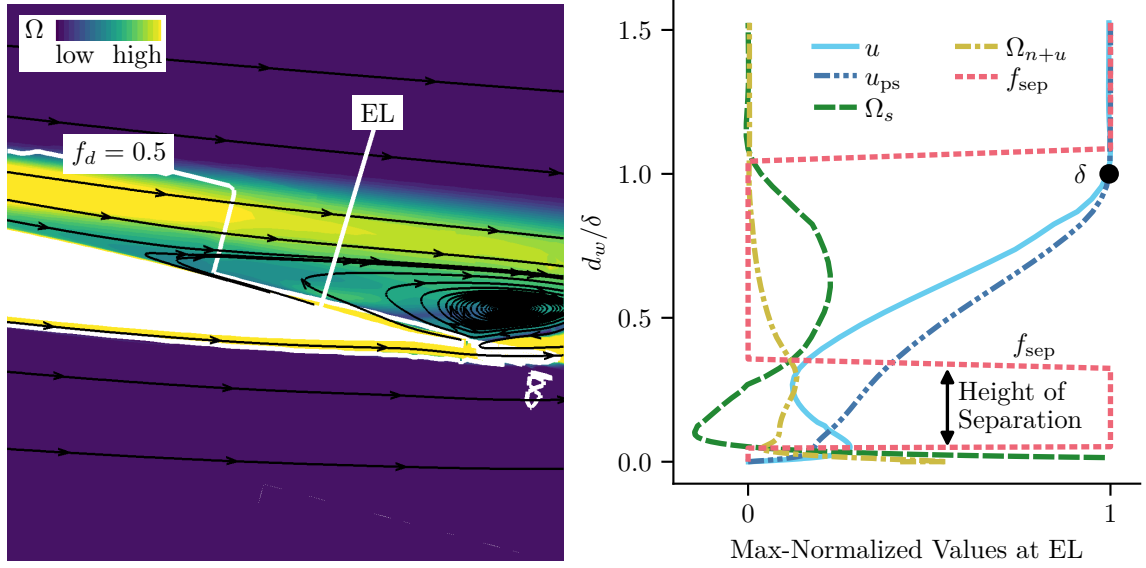 Ω
low high
EL
f_d = 0.5
d_w/δ
1.5
1.0
0.5
0.0
u
u_ps
Ω_s
Ω_{n+u}
f_sep
δ
f_sep
Height of
Separation
0 1
Max-Normalized Values at EL